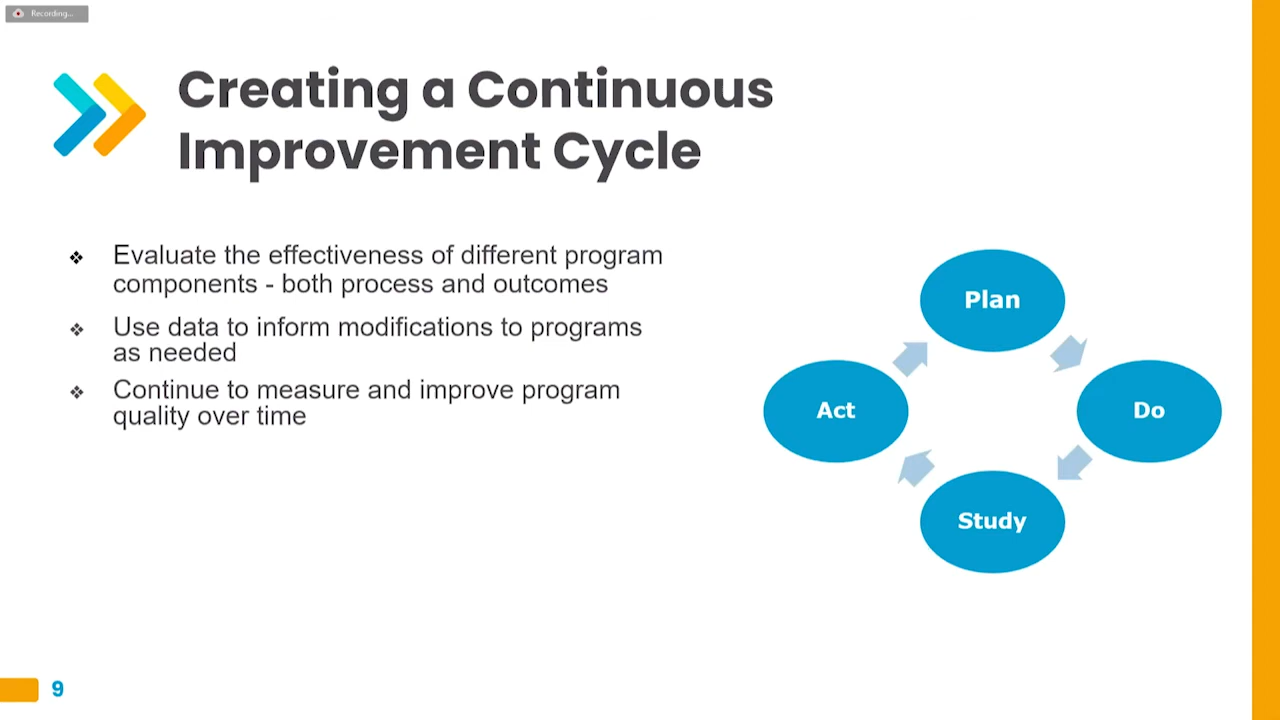 Recording...
Creating a Continuous
Improvement Cycle
❖ Evaluate the effectiveness of different program
components - both process and outcomes
❖ Use data to inform modifications to programs
as needed
❖ Continue to measure and improve program
quality over time
Plan
Do
Study
Act
9